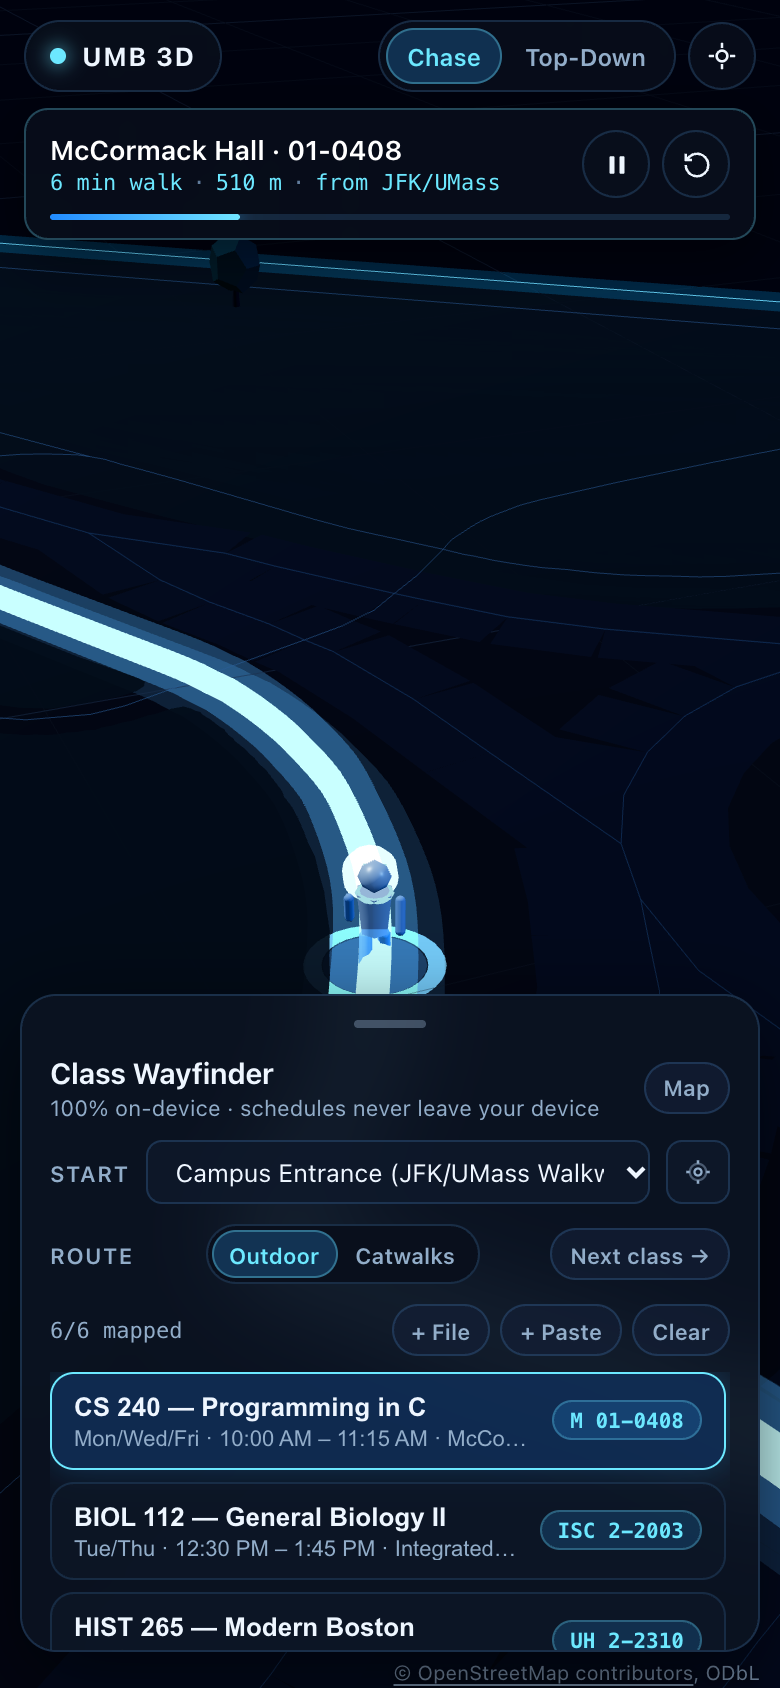 UMB 3D
Chase Top-Down
McCormack Hall · 01-0408
6 min walk · 510 m · from JFK/UMass
Class Wayfinder
100% on-device · schedules never leave your device
Map
START Campus Entrance (JFK/UMass Walkw
ROUTE Outdoor Catwalks Next class →
6/6 mapped + File + Paste Clear
CS 240 — Programming in C
Mon/Wed/Fri · 10:00 AM – 11:15 AM · McCo...
M 01–0408
BIOL 112 — General Biology II
Tue/Thu · 12:30 PM – 1:45 PM · Integrated...
ISC 2–2003
HIST 265 — Modern Boston
UH 2–2310
© OpenStreetMap contributors, ODbL